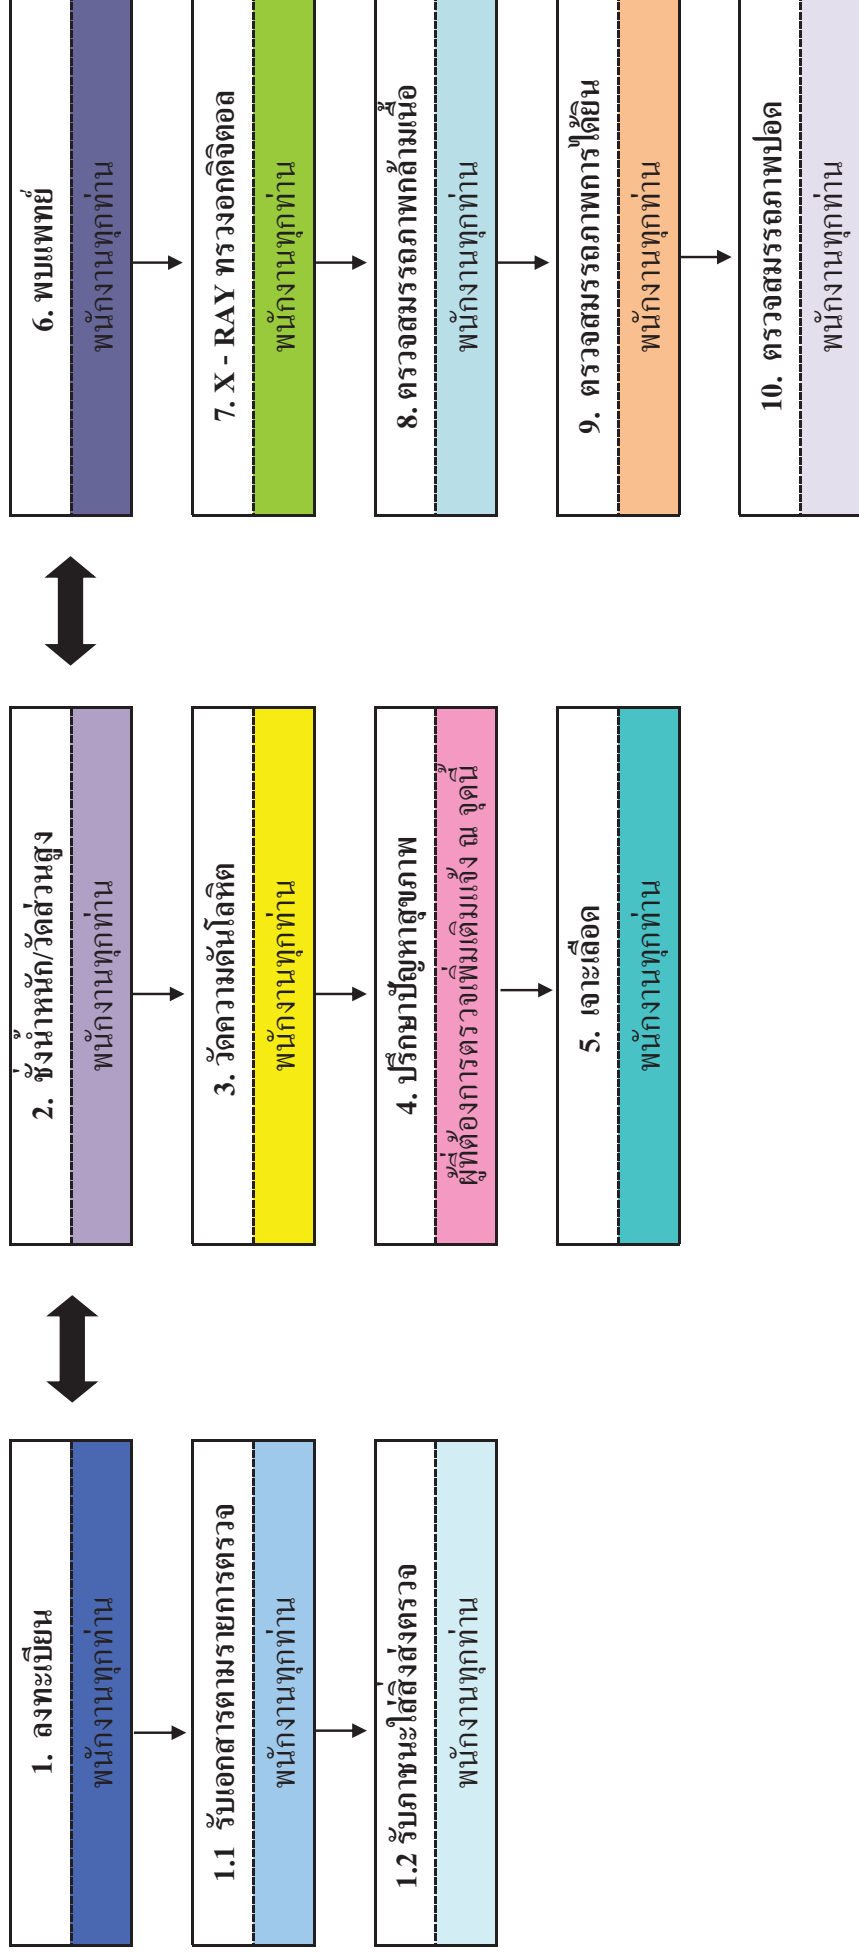 1. ลงทะเบียน
พนักงานทุกท่าน
1.1 รับเอกสารตามรายการตรวจ
พนักงานทุกท่าน
1.2 รับภาชนะใส่สิ่งส่งตรวจ
พนักงานทุกท่าน
2. ชั่งน้ำหนัก/วัดส่วนสูง
พนักงานทุกท่าน
3. วัดความดันโลหิต
พนักงานทุกท่าน
4. ปรึกษาปัญหาสุขภาพ
ผู้ที่ต้องการตรวจเพิ่มเติมแจ้ง ณ จุดนี้
5. เจาะเลือด
พนักงานทุกท่าน
6. พบแพทย์
พนักงานทุกท่าน
7. X - RAY ทรวงอกดิจิตอล
พนักงานทุกท่าน
8. ตรวจสมรรถภาพกล้ามเนื้อ
พนักงานทุกท่าน
9. ตรวจสมรรถภาพการได้ยิน
พนักงานทุกท่าน
10. ตรวจสมรรถภาพปอด
พนักงานทุกท่าน